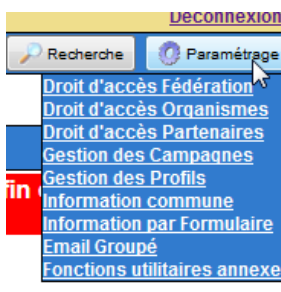 Déconnexion
Recherche Paramétrage
Droit d'accès Fédération
Droit d'accès Organismes
Droit d'accès Partenaires
Gestion des Campagnes
Gestion des Profils
fin
Information commune
Information par Formulaire
Email Groupé
Fonctions utilitaires annexe